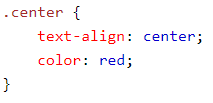 .center {
    text-align: center;
    color: red;
}